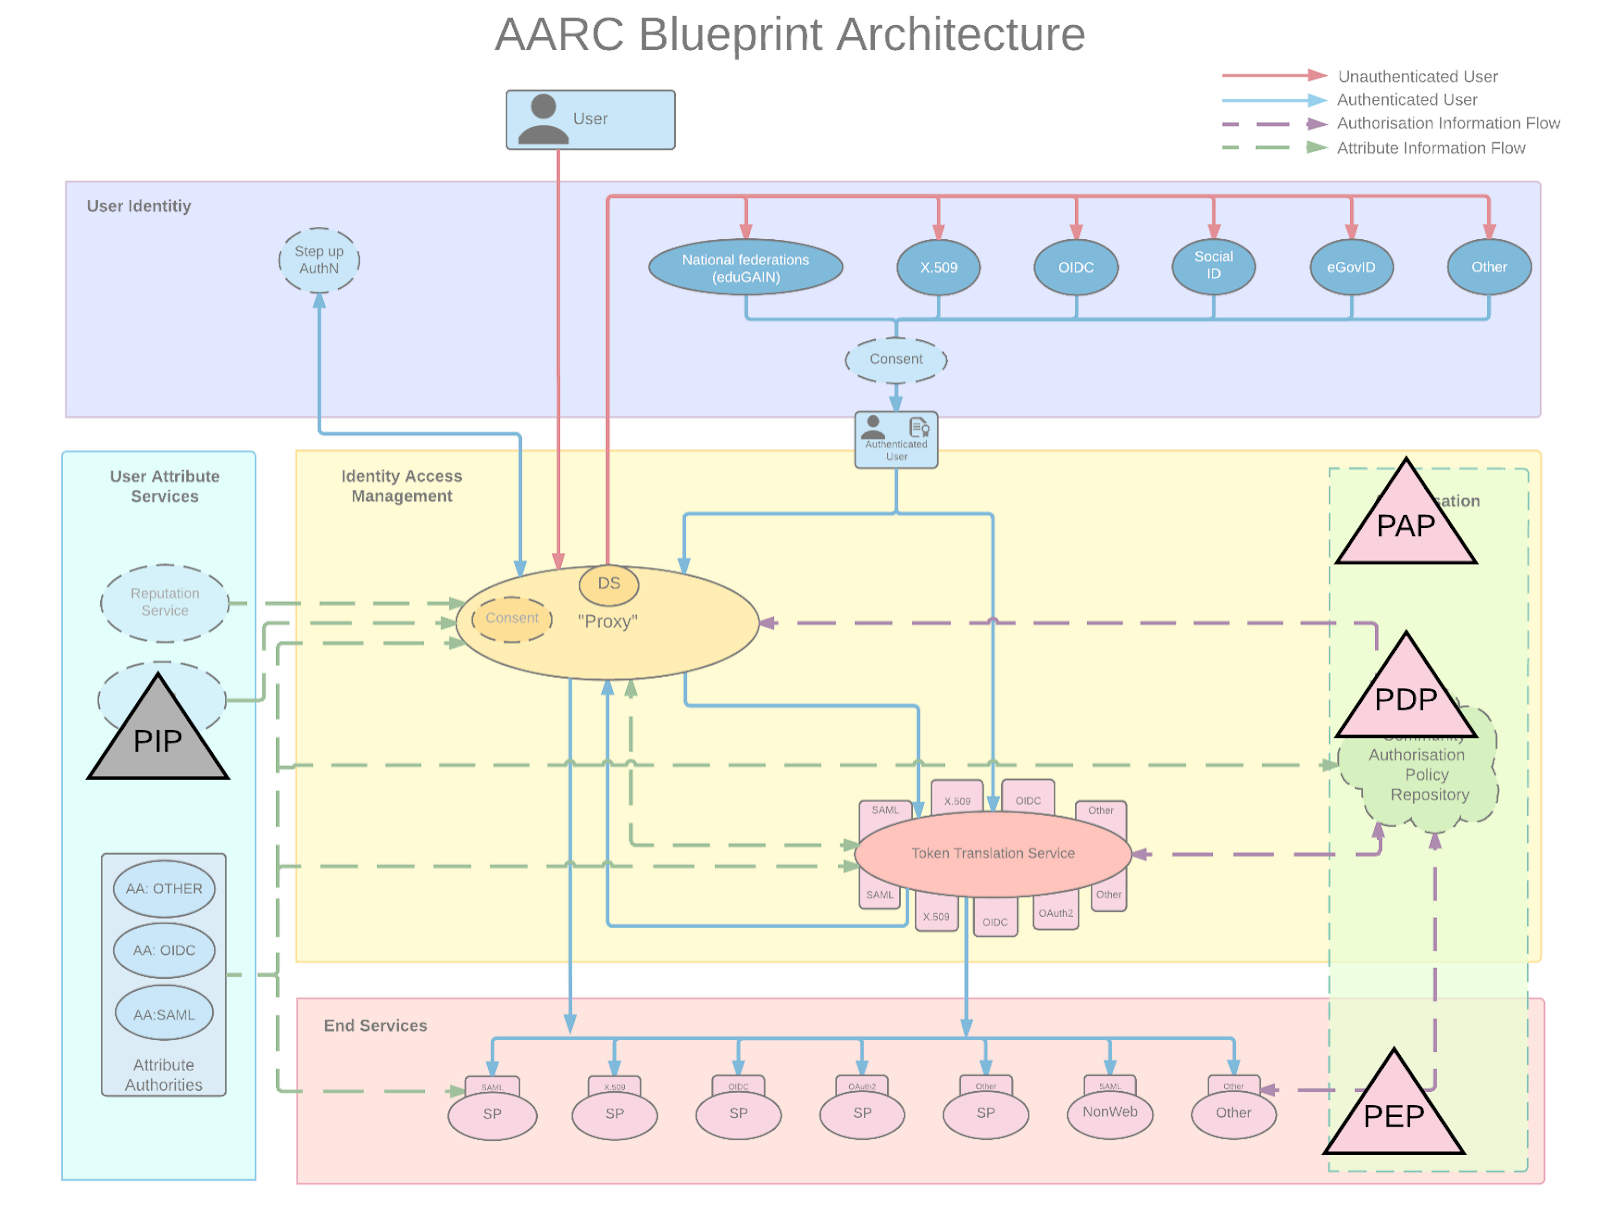 AARC Blueprint Architecture
Unauthenticated User
Authenticated User
Authorisation Information Flow
Attribute Information Flow
User
User Identitiy
Step up
AuthN
National federations
(eduGAIN)
X.509
OIDC
Social
ID
eGovID
Other
Consent
Authenticated
User
User Attribute
Services
Identity Access
Management
PAP
Reputation
Service
DS
Consent
"Proxy"
PIP
PDP
Community
Authorisation
Policy
Repository
SAML
X.509
OIDC
Other
Token Translation Service
SAML
X.509
OIDC
OAuth2
Other
AA: OTHER
AA: OIDC
AA:SAML
Attribute
Authorities
End Services
SAML
SP
X.509
SP
OIDC
SP
OAuth2
SP
Other
SP
SAML
NonWeb
Other
Other
PEP